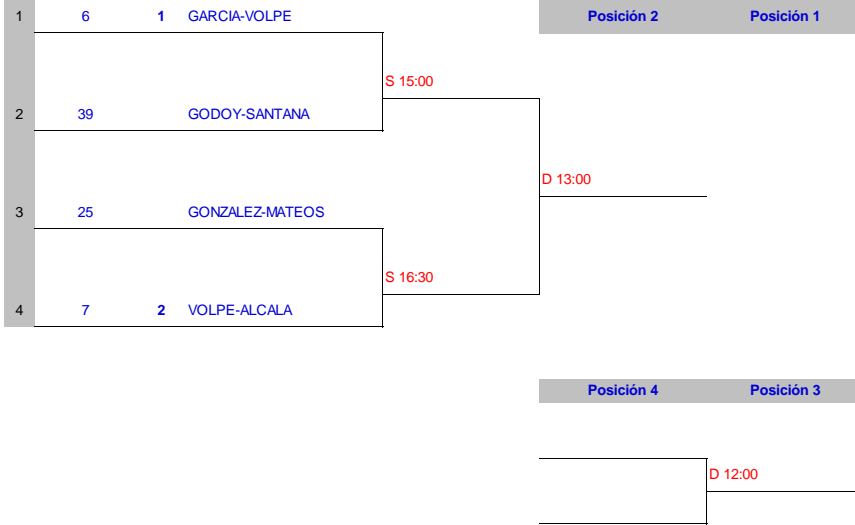 1 6 1 GARCIA-VOLPE Posición 2 Posición 1
S 15:00
2 39 GODOY-SANTANA
D 13:00
3 25 GONZALEZ-MATEOS
S 16:30
4 7 2 VOLPE-ALCALA
Posición 4 Posición 3
D 12:00